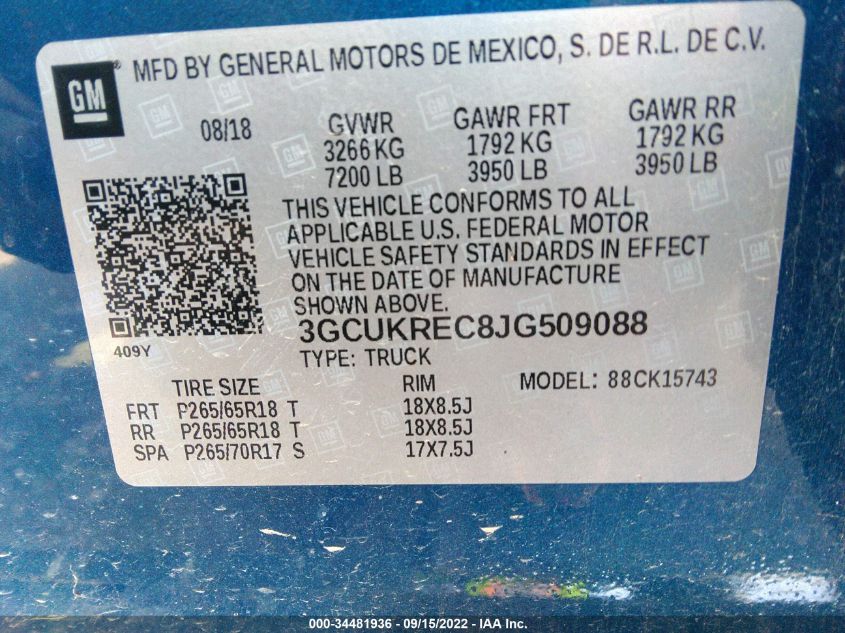 GM
MFD BY GENERAL MOTORS DE MEXICO, S. DE R.L. DE C.V.
08/18
GVWR GAWR FRT GAWR RR
3266 KG 1792 KG 1792 KG
7200 LB 3950 LB 3950 LB
THIS VEHICLE CONFORMS TO ALL
APPLICABLE U.S. FEDERAL MOTOR
VEHICLE SAFETY STANDARDS IN EFFECT
ON THE DATE OF MANUFACTURE
SHOWN ABOVE.
3GCUKREC8JG509088
409Y
TYPE: TRUCK
TIRE SIZE RIM MODEL: 88CK15743
FRT P265/65R18 T 18X8.5J
RR P265/65R18 T 18X8.5J
SPA P265/70R17 S 17X7.5J
000-34481936 - 09/15/2022 - IAA Inc.